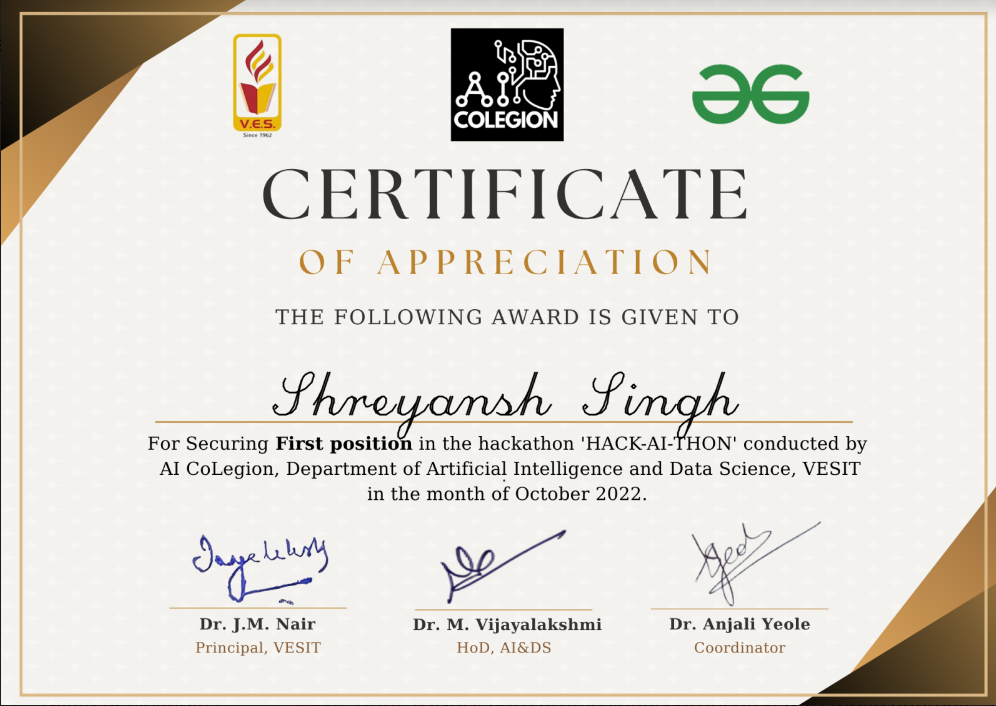 V.E.S.
Since 1962
AI
COLEGION
CERTIFICATE
OF APPRECIATION
THE FOLLOWING AWARD IS GIVEN TO
Shreyansh Singh
For Securing First position in the hackathon 'HACK-AI-THON' conducted by
AI CoLegion, Department of Artificial Intelligence and Data Science, VESIT
in the month of October 2022.
Dr. J.M. Nair
Principal, VESIT
Dr. M. Vijayalakshmi
HoD, AI&DS
Dr. Anjali Yeole
Coordinator